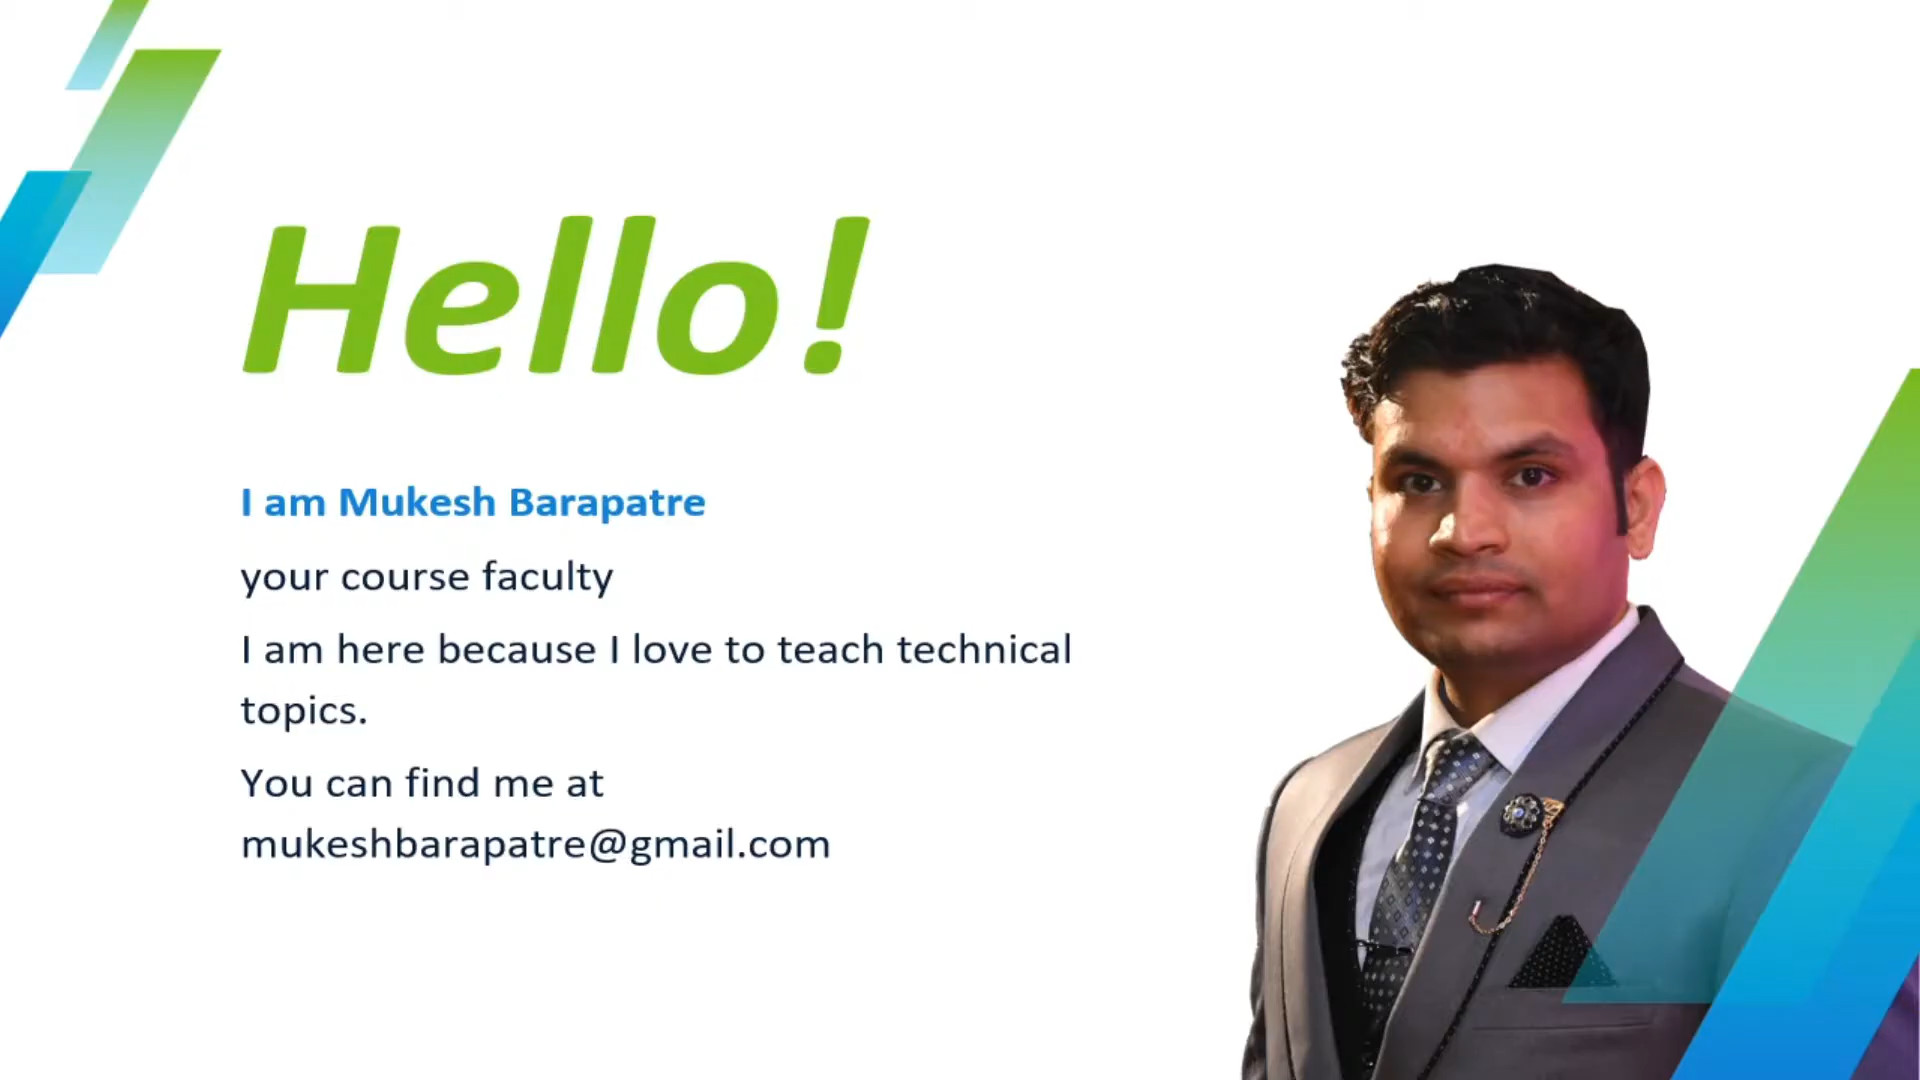 Hello!
I am Mukesh Barapatre
your course faculty
I am here because I love to teach technical
topics.
You can find me at
mukeshbarapatre@gmail.com